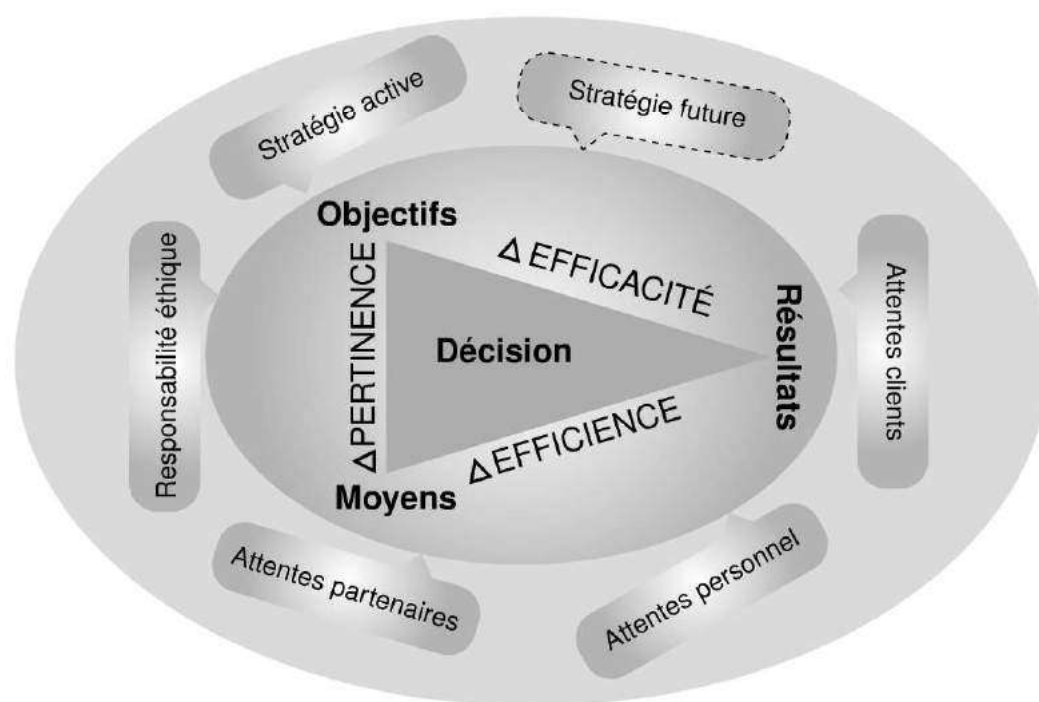 Stratégie active
Stratégie future
Responsabilité éthique
Objectifs
Δ EFFICACITÉ
ΔPERTINENCE
Décision
Résultats
Attentes clients
ΔEFFICIENCE
Moyens
Attentes partenaires
Attentes personnel